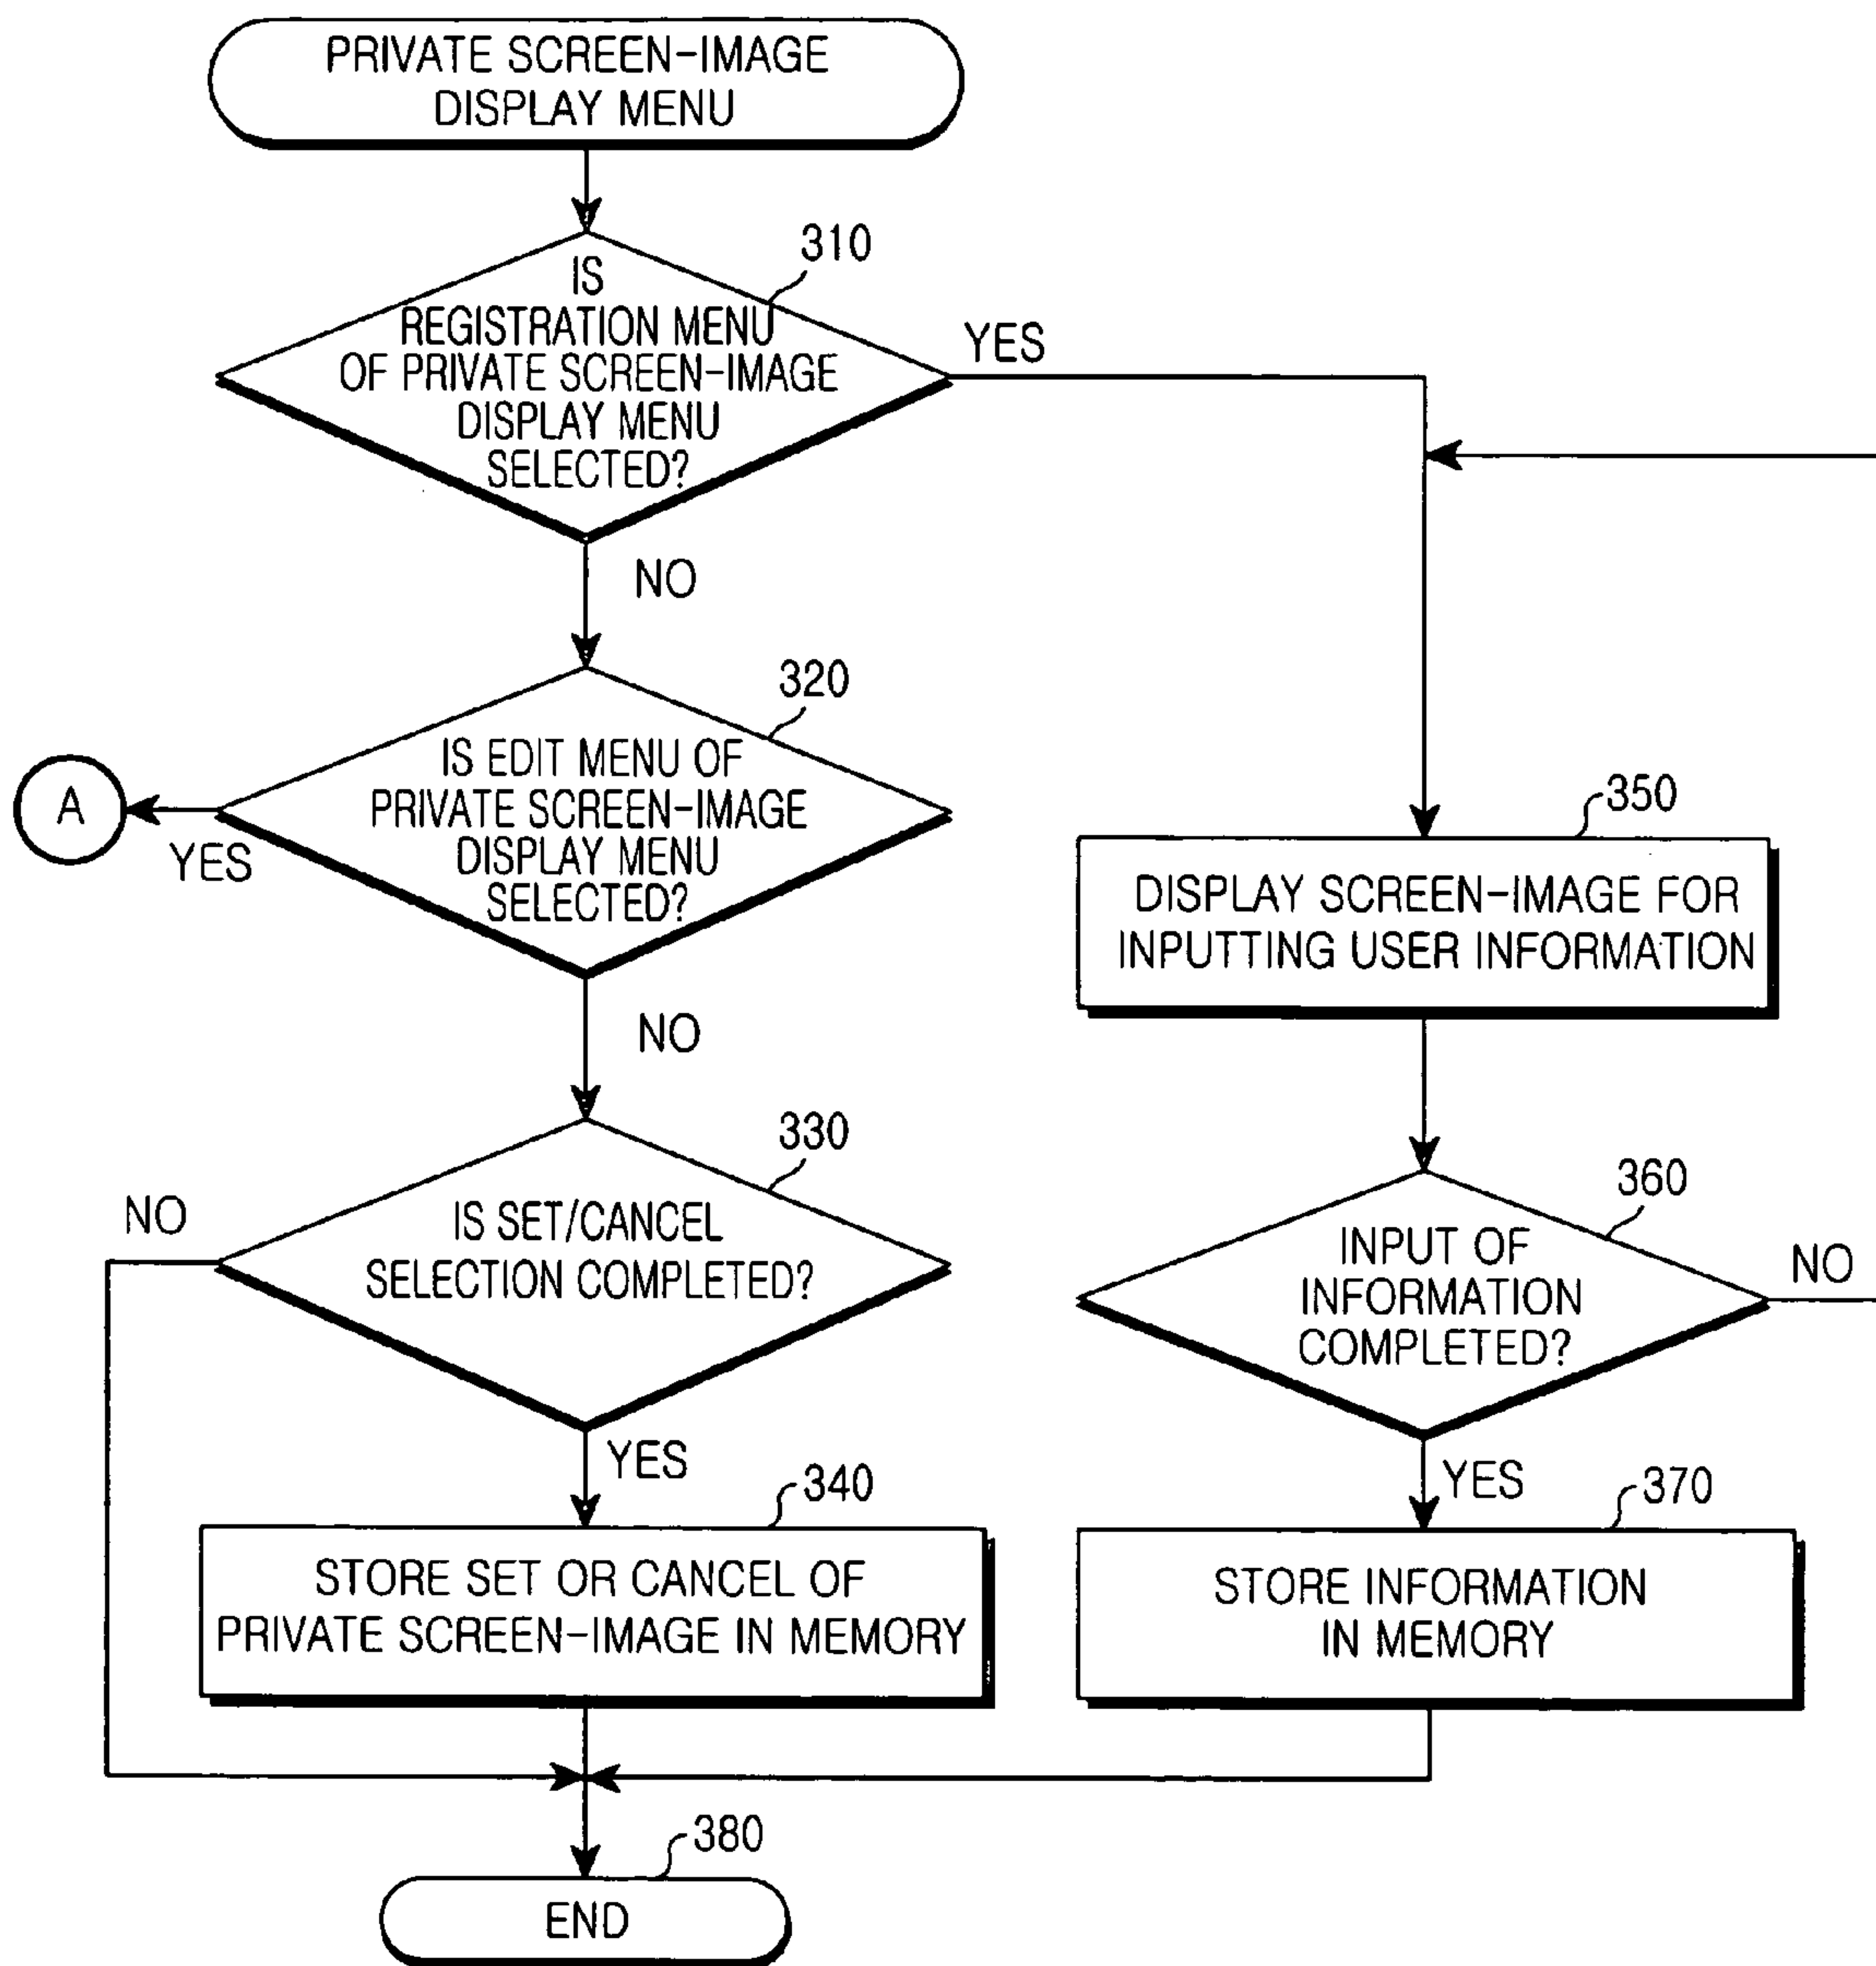 PRIVATE SCREEN-IMAGE
DISPLAY MENU
310
IS
REGISTRATION MENU
OF PRIVATE SCREEN-IMAGE
DISPLAY MENU
SELECTED?
YES
NO
320
IS EDIT MENU OF
PRIVATE SCREEN-IMAGE
DISPLAY MENU
SELECTED?
A
YES
NO
330
IS SET/CANCEL
SELECTION COMPLETED?
NO
YES
340
STORE SET OR CANCEL OF
PRIVATE SCREEN-IMAGE IN MEMORY
350
DISPLAY SCREEN-IMAGE FOR
INPUTTING USER INFORMATION
360
INPUT OF
INFORMATION
COMPLETED?
NO
YES
370
STORE INFORMATION
IN MEMORY
380
END